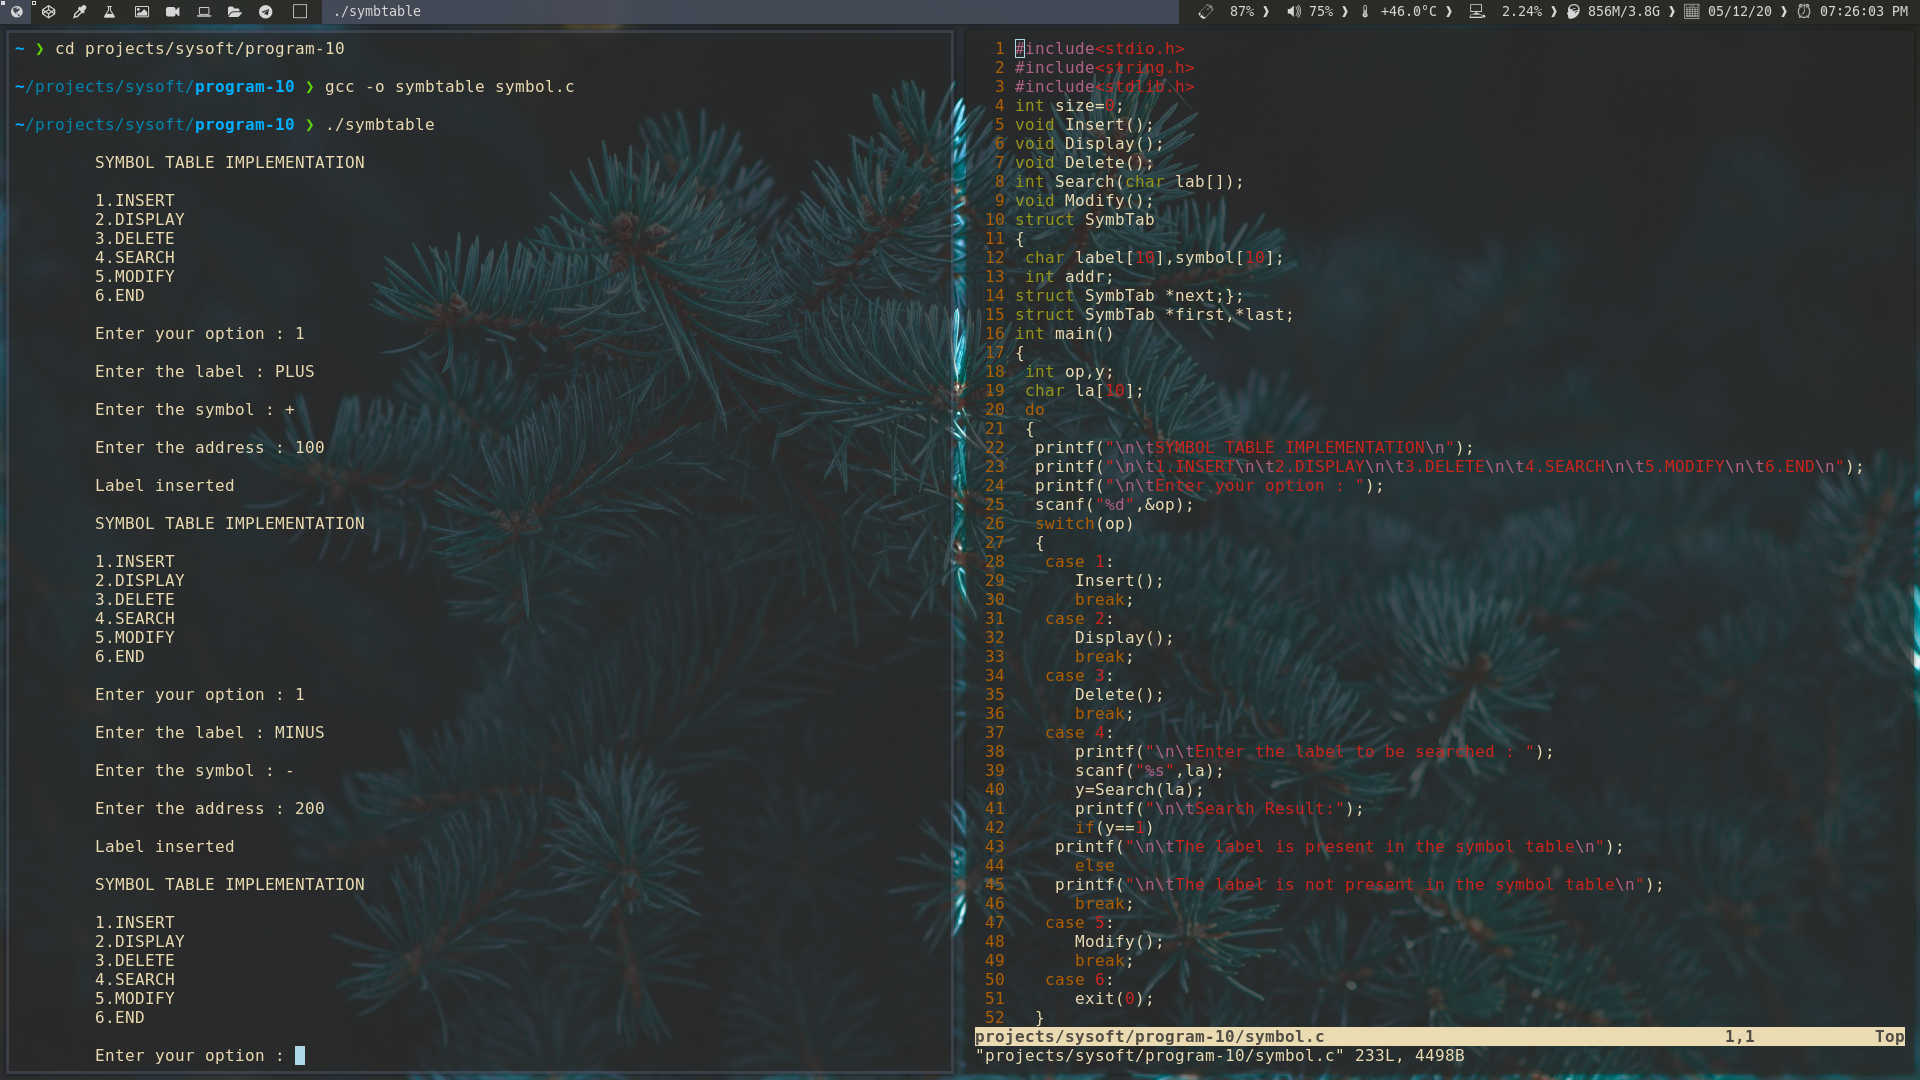 ./symbtable
87% ❯ 75% ❯ +46.0°C ❯ 2.24% ❯ 856M/3.8G ❯ 05/12/20 ❯ 07:26:03 PM
~ ❯ cd projects/sysoft/program-10
~/projects/sysoft/program-10 ❯ gcc -o symbtable symbol.c
~/projects/sysoft/program-10 ❯ ./symbtable
SYMBOL TABLE IMPLEMENTATION
1.INSERT
2.DISPLAY
3.DELETE
4.SEARCH
5.MODIFY
6.END
Enter your option : 1
Enter the label : PLUS
Enter the symbol : +
Enter the address : 100
Label inserted
SYMBOL TABLE IMPLEMENTATION
1.INSERT
2.DISPLAY
3.DELETE
4.SEARCH
5.MODIFY
6.END
Enter your option : 1
Enter the label : MINUS
Enter the symbol : -
Enter the address : 200
Label inserted
SYMBOL TABLE IMPLEMENTATION
1.INSERT
2.DISPLAY
3.DELETE
4.SEARCH
5.MODIFY
6.END
Enter your option :
1 #include<stdio.h>
2 #include<string.h>
3 #include<stdlib.h>
4 int size=0;
5 void Insert();
6 void Display();
7 void Delete();
8 int Search(char lab[]);
9 void Modify();
10 struct SymbTab
11 {
12  char label[10],symbol[10];
13  int addr;
14 struct SymbTab *next;};
15 struct SymbTab *first,*last;
16 int main()
17 {
18  int op,y;
19  char la[10];
20  do
21  {
22   printf("\n\tSYMBOL TABLE IMPLEMENTATION\n");
23   printf("\n\t1.INSERT\n\t2.DISPLAY\n\t3.DELETE\n\t4.SEARCH\n\t5.MODIFY\n\t6.END\n");
24   printf("\n\tEnter your option : ");
25   scanf("%d",&op);
26   switch(op)
27   {
28    case 1:
29       Insert();
30       break;
31    case 2:
32       Display();
33       break;
34    case 3:
35       Delete();
36       break;
37    case 4:
38       printf("\n\tEnter the label to be searched : ");
39       scanf("%s",la);
40       y=Search(la);
41       printf("\n\tSearch Result:");
42       if(y==1)
43     printf("\n\tThe label is present in the symbol table\n");
44       else
45     printf("\n\tThe label is not present in the symbol table\n");
46       break;
47    case 5:
48       Modify();
49       break;
50    case 6:
51       exit(0);
52   }
projects/sysoft/program-10/symbol.c 1,1 Top
"projects/sysoft/program-10/symbol.c" 233L, 4498B